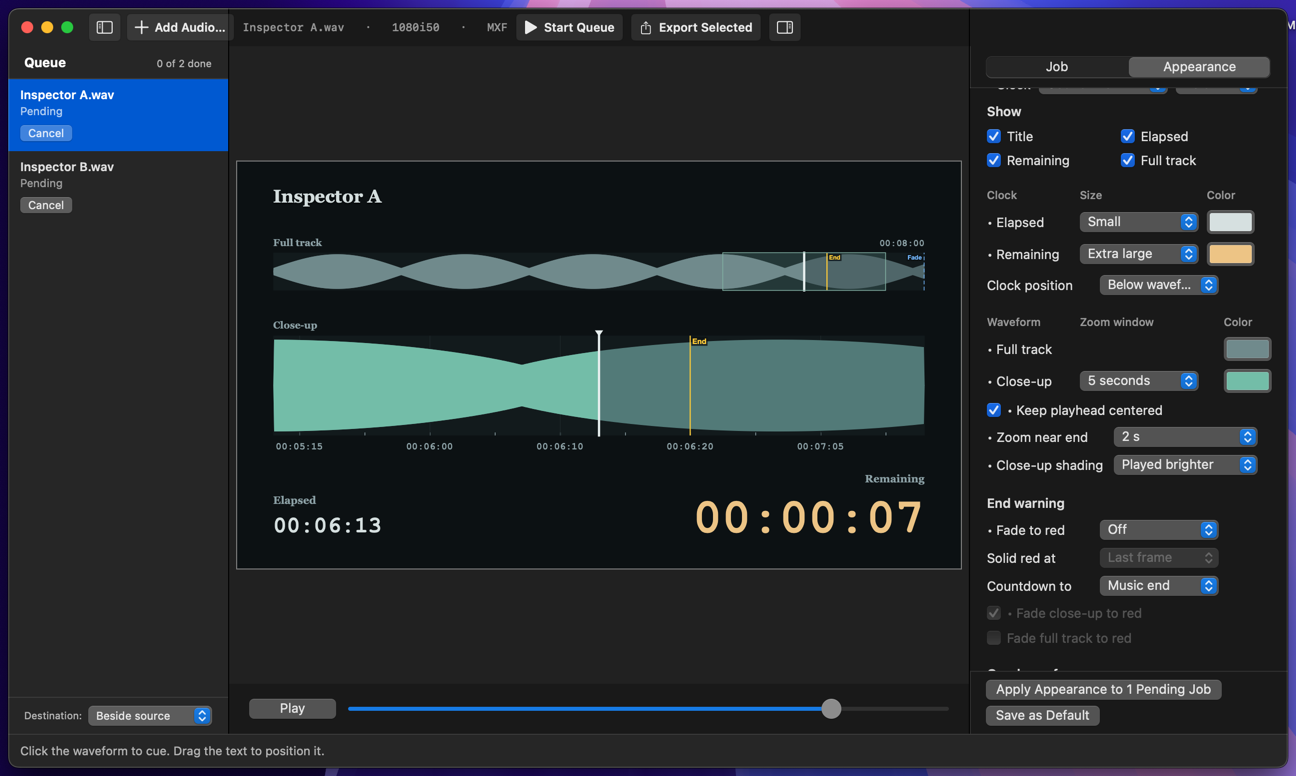 Add Audio...
Inspector A.wav · 1080i50 · MXF
Start Queue
Export Selected
Queue
0 of 2 done
Inspector A.wav
Pending
Cancel
Inspector B.wav
Pending
Cancel
Destination: Beside source
Inspector A
Full track
00:08:00
End
Fade
Close-up
End
00:05:15 00:06:00 00:06:10 00:06:20 00:07:05
Elapsed
00:06:13
Remaining
00:00:07
Play
Job Appearance
Show
Title Elapsed
Remaining Full track
Clock Size Color
• Elapsed Small
• Remaining Extra large
Clock position Below wavef...
Waveform Zoom window Color
• Full track
• Close-up 5 seconds
• Keep playhead centered
• Zoom near end 2 s
• Close-up shading Played brighter
End warning
• Fade to red Off
Solid red at Last frame
Countdown to Music end
• Fade close-up to red
Fade full track to red
Apply Appearance to 1 Pending Job
Save as Default
Click the waveform to cue. Drag the text to position it.